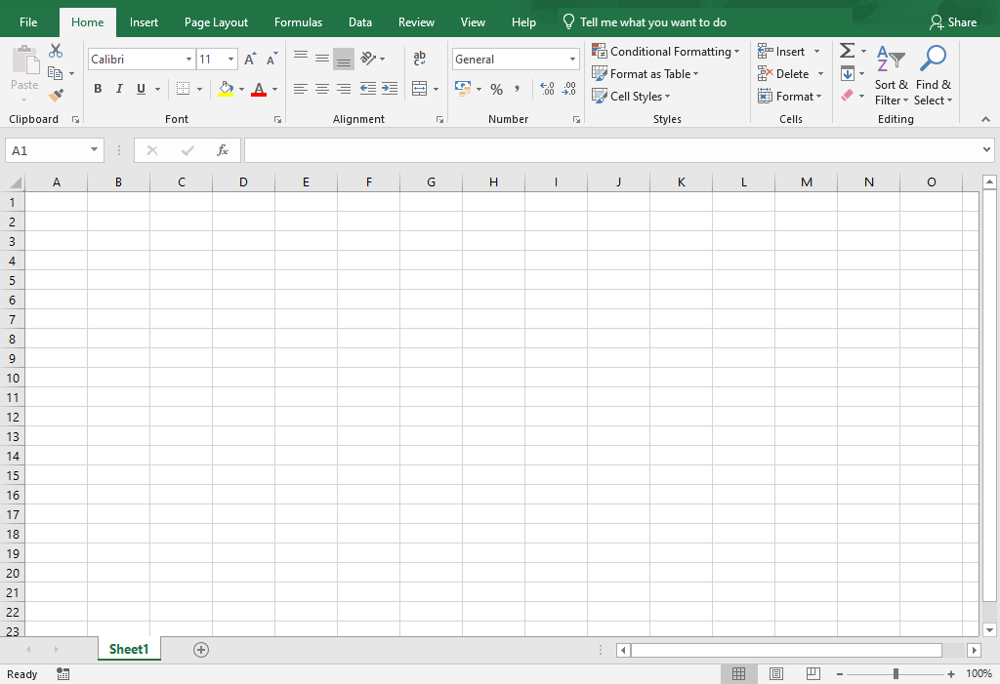 File Home Insert Page Layout Formulas Data Review View Help Tell me what you want to do Share
Calibri 11 General Conditional Formatting Insert
Paste Format as Table Delete Sort & Find &
B I U A % Cell Styles Format Filter Select
Clipboard Font Alignment Number Styles Cells Editing
A1 fx
A B C D E F G H I J K L M N O
1
2
3
4
5
6
7
8
9
10
11
12
13
14
15
16
17
18
19
20
21
22
23
Sheet1
Ready 100%